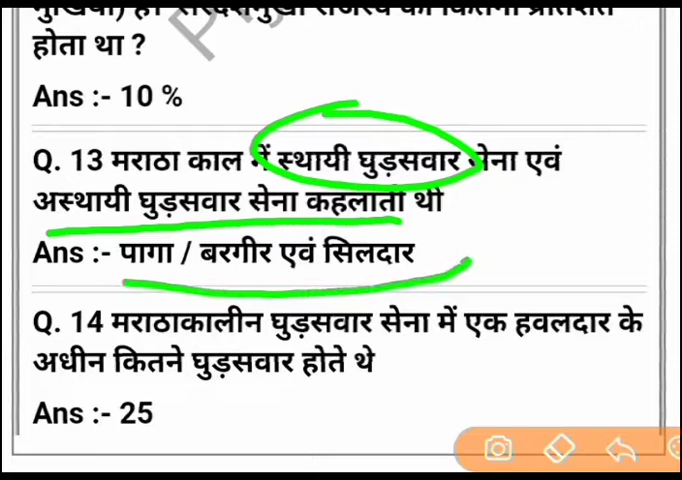 होता था ?
Ans :- 10 %
Q. 13 मराठा काल में स्थायी घुड़सवार सेना एवं
अस्थायी घुड़सवार सेना कहलाती थी
Ans :- पागा / बरगीर एवं सिलदार
Q. 14 मराठाकालीन घुड़सवार सेना में एक हवलदार के
अधीन कितने घुड़सवार होते थे
Ans :- 25